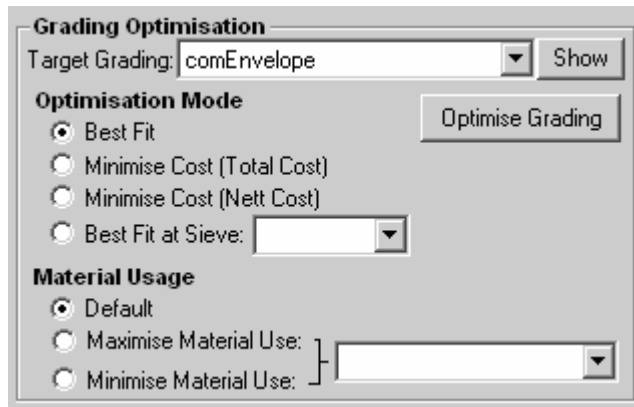 Grading Optimisation
Target Grading: comEnvelope Show
Optimisation Mode
Optimise Grading
Best Fit
Minimise Cost (Total Cost)
Minimise Cost (Nett Cost)
Best Fit at Sieve:
Material Usage
Default
Maximise Material Use:
Minimise Material Use: